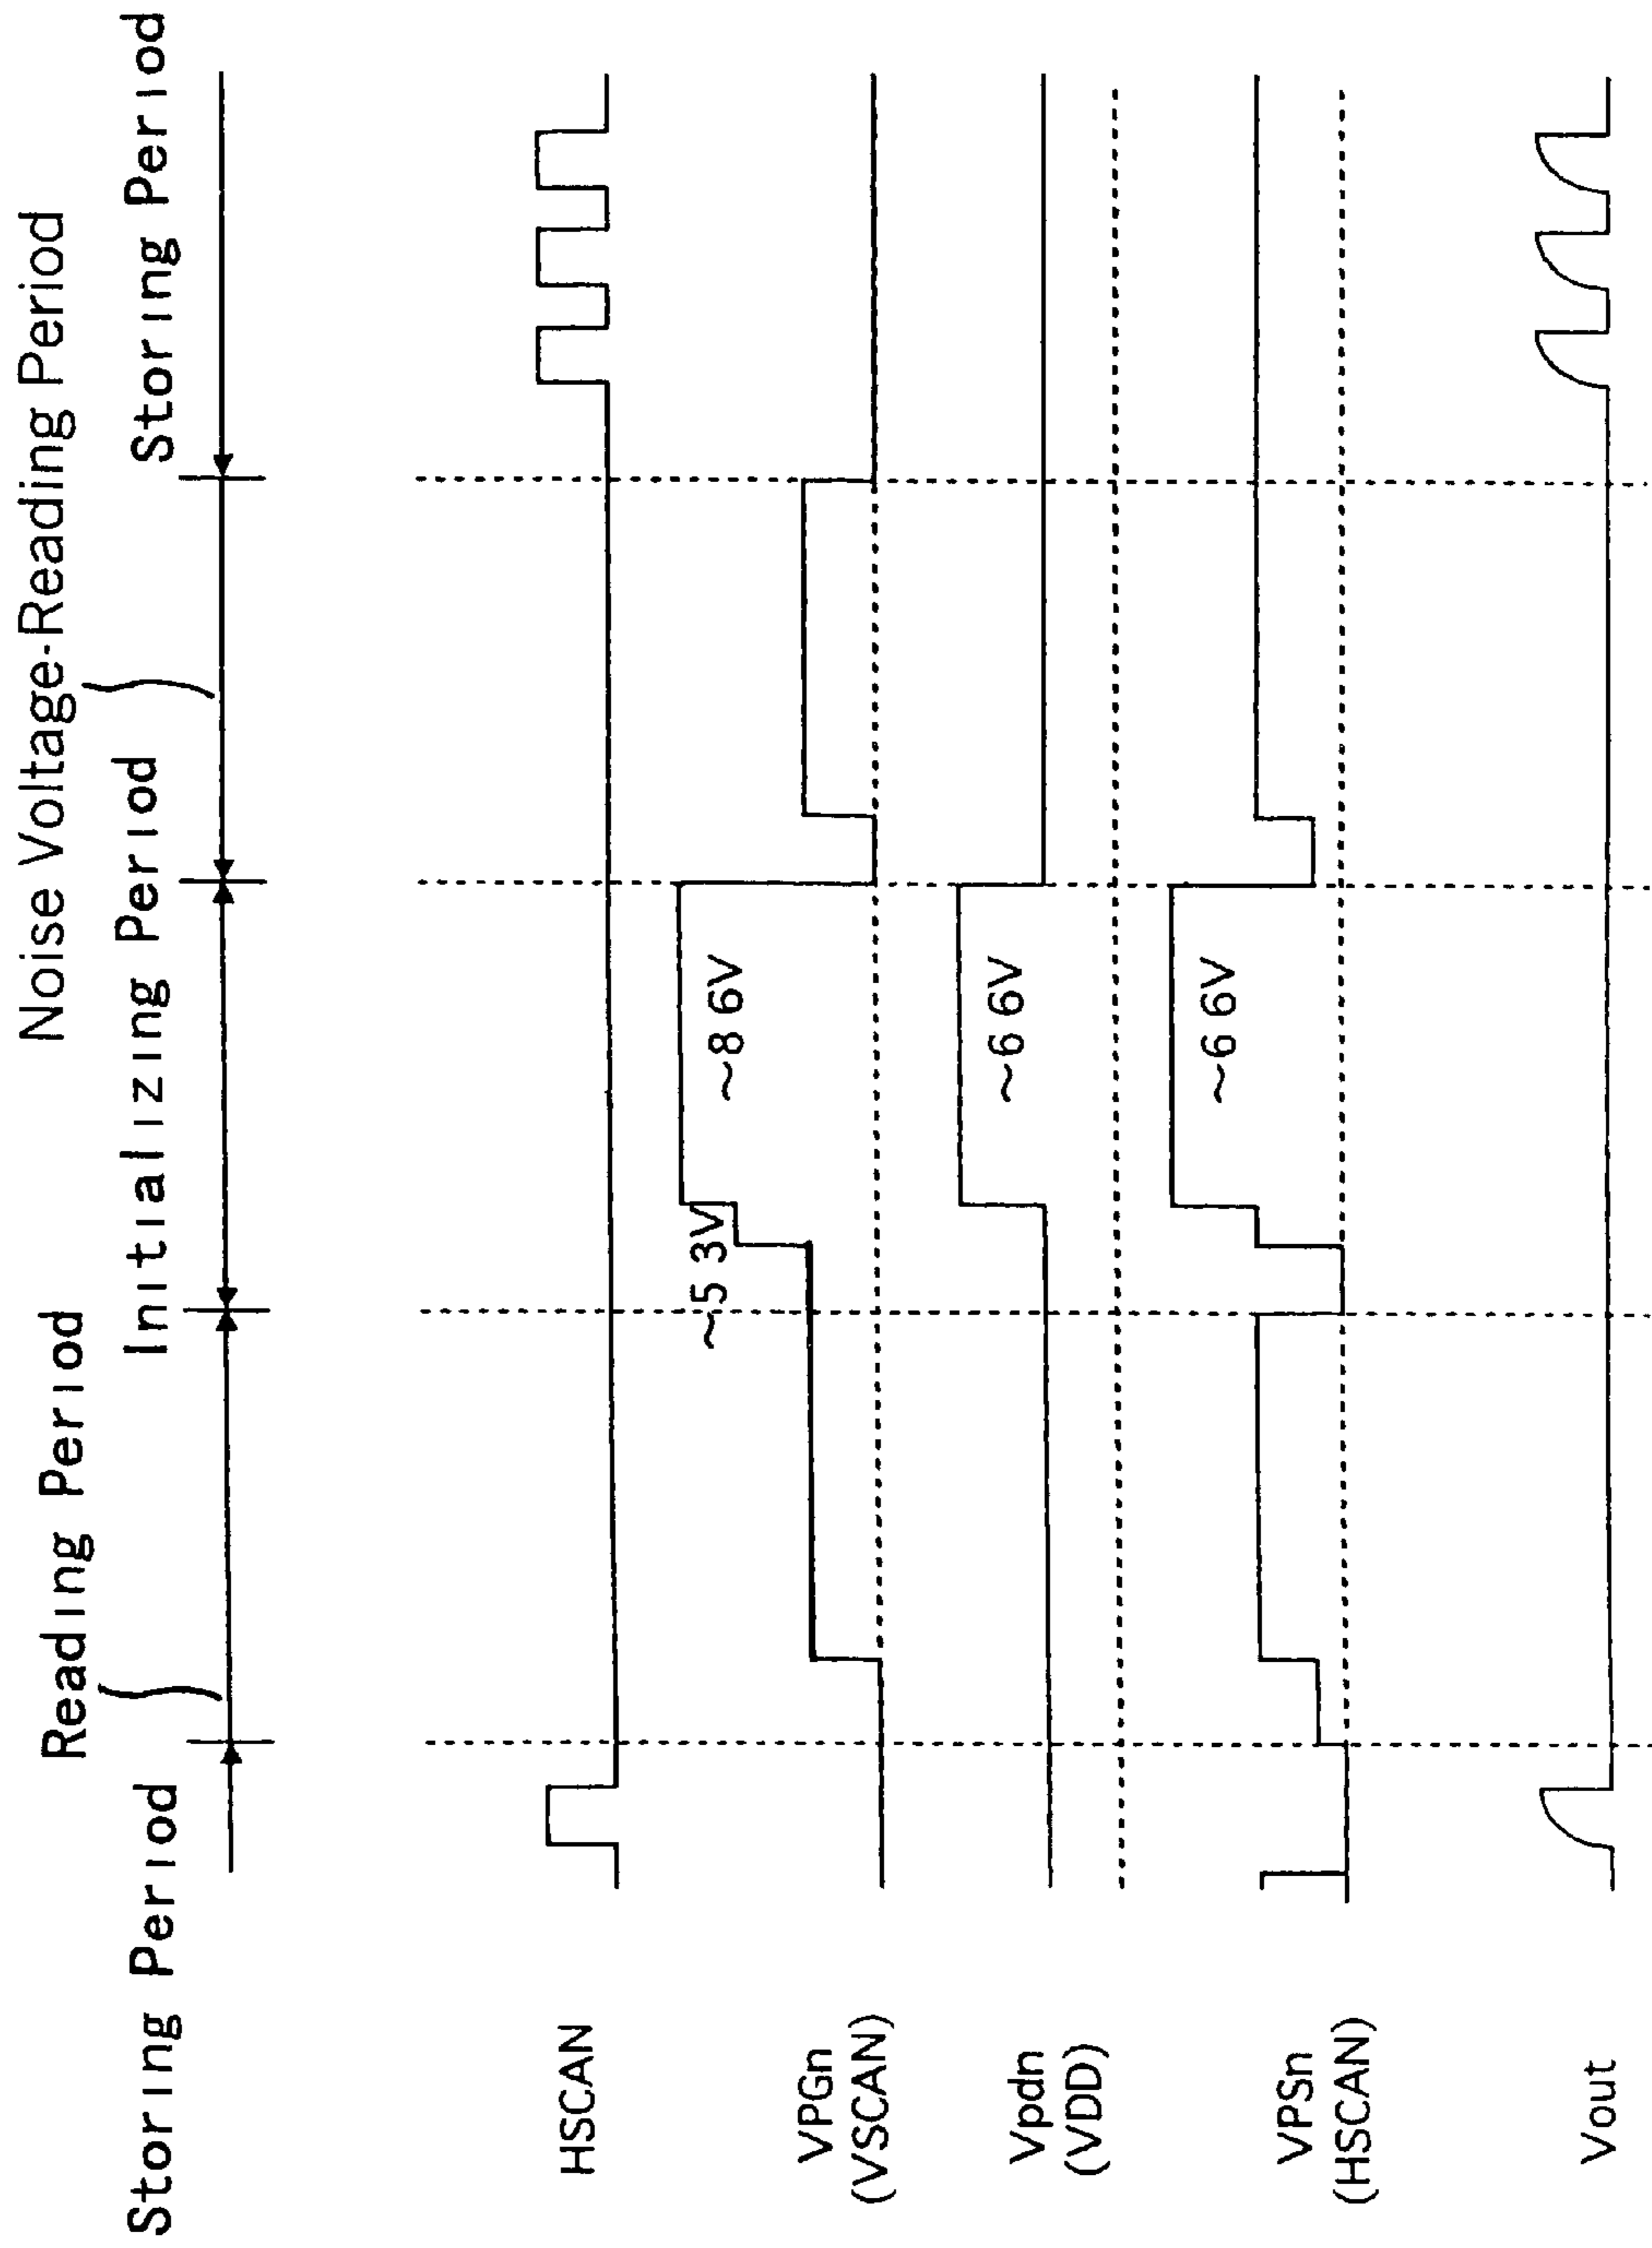 Noise Voltage-Reading Period
Reading Period
Storing Period
Initializing Period
Storing Period
HSCAN
VPGn
(VSCAN)
~5 3V
~8 6V
Vpdn
(VDD)
~6 6V
VPSn
(HSCAN)
~6 6V
Vout